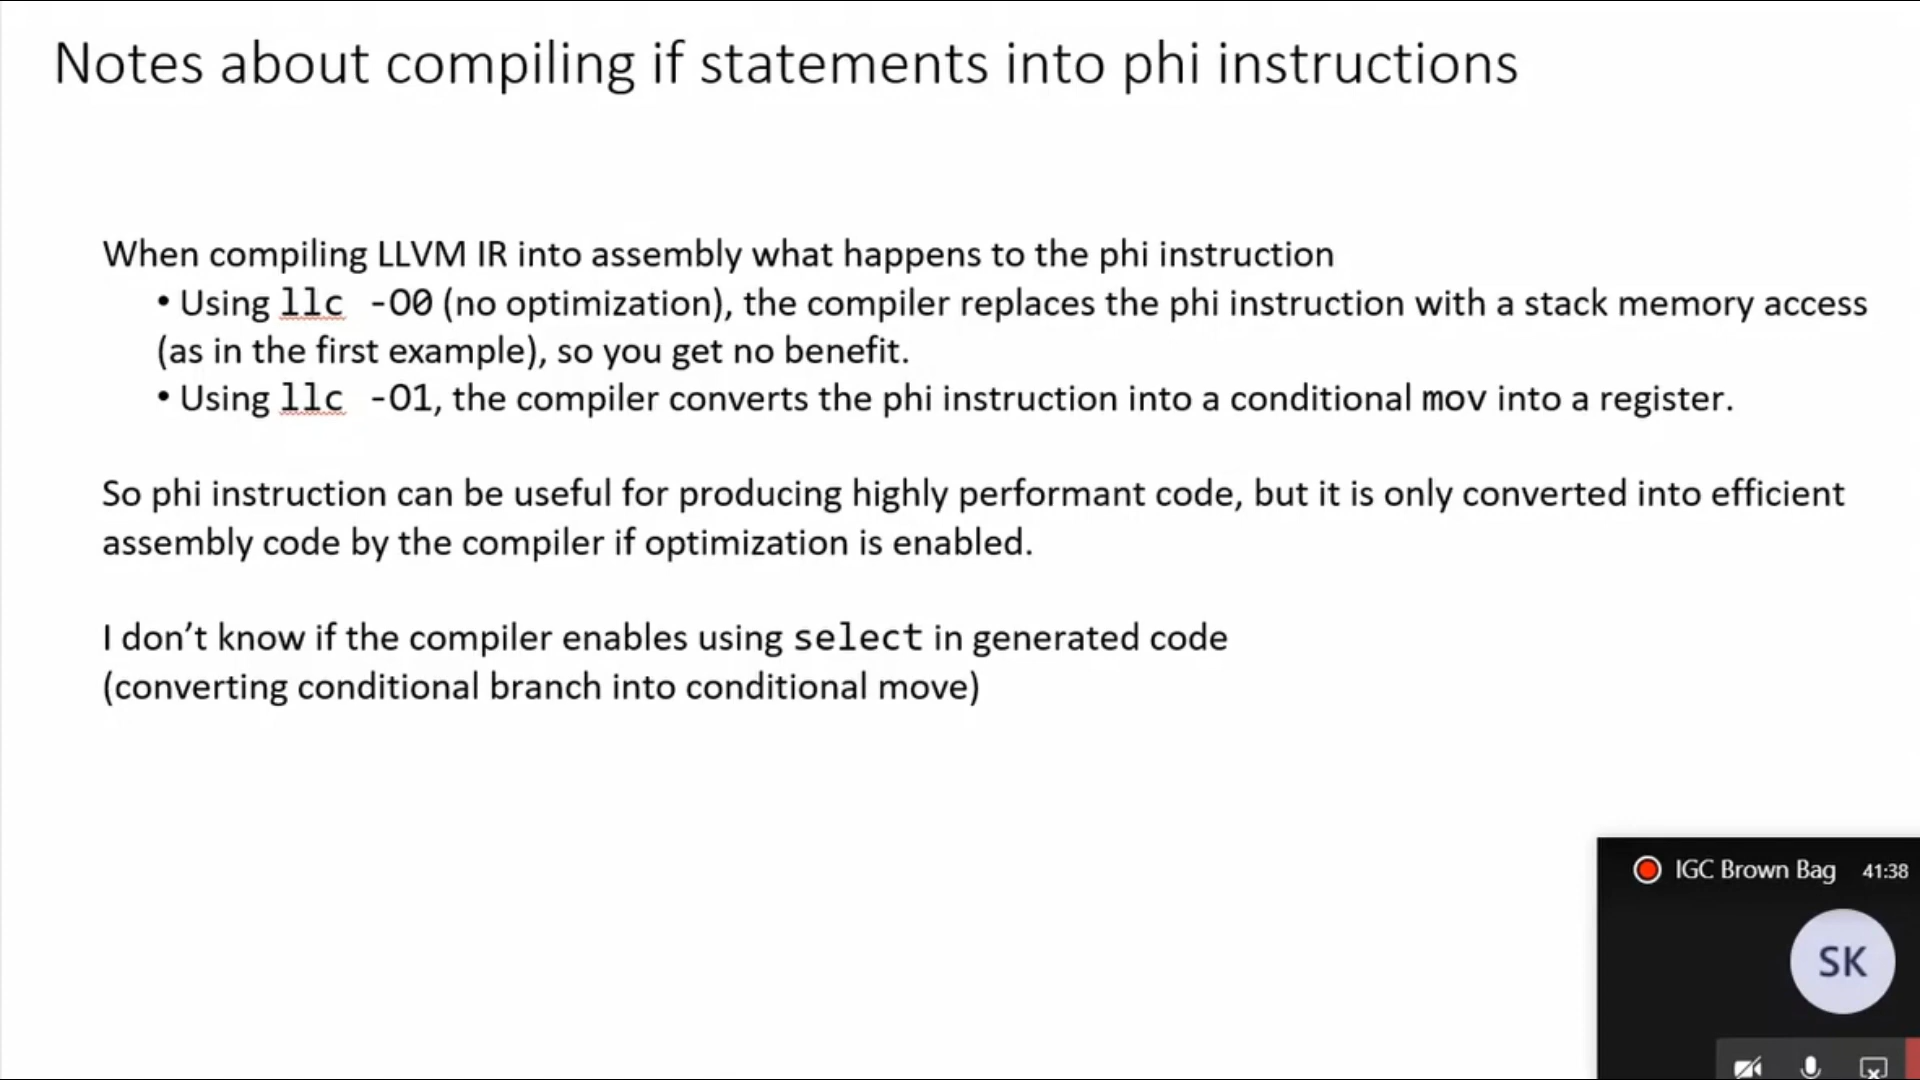 Notes about compiling if statements into phi instructions
When compiling LLVM IR into assembly what happens to the phi instruction
• Using llc -O0 (no optimization), the compiler replaces the phi instruction with a stack memory access
(as in the first example), so you get no benefit.
• Using llc -O1, the compiler converts the phi instruction into a conditional mov into a register.
So phi instruction can be useful for producing highly performant code, but it is only converted into efficient
assembly code by the compiler if optimization is enabled.
I don’t know if the compiler enables using select in generated code
(converting conditional branch into conditional move)
IGC Brown Bag 41:38
SK